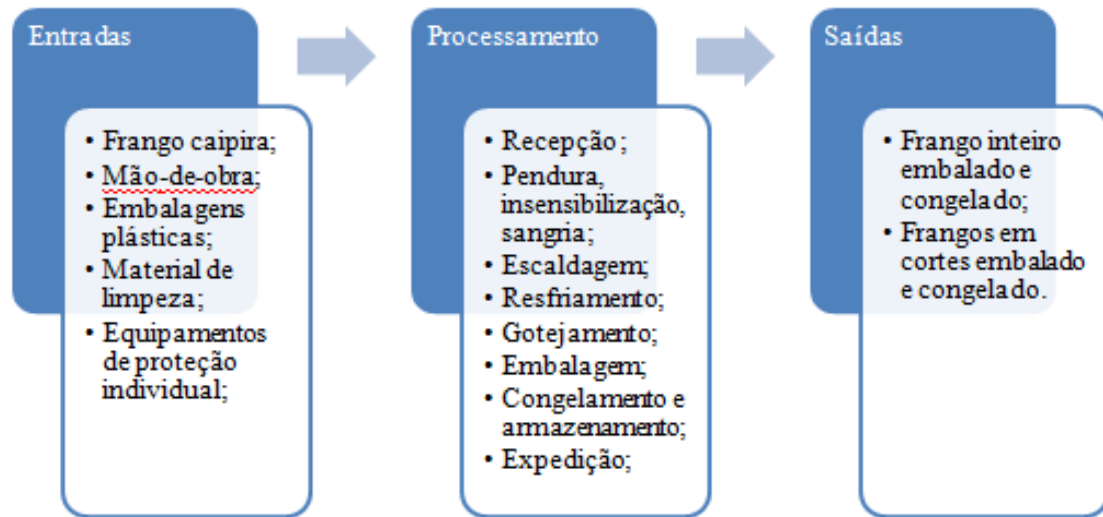 Entradas
• Frango caipira;
• Mão-de-obra;
• Embalagens
plásticas;
• Material de
limpeza;
• Equipamentos
de proteção
individual;
Processamento
• Recepção;
• Pendura,
insensibilização,
sangria;
• Escaldagem;
• Resfriamento;
• Gotejamento;
• Embalagem;
• Congelamento e
armazenamento;
• Expedição;
Saídas
• Frango inteiro
embalado e
congelado;
• Frangos em
cortes embalado
e congelado.